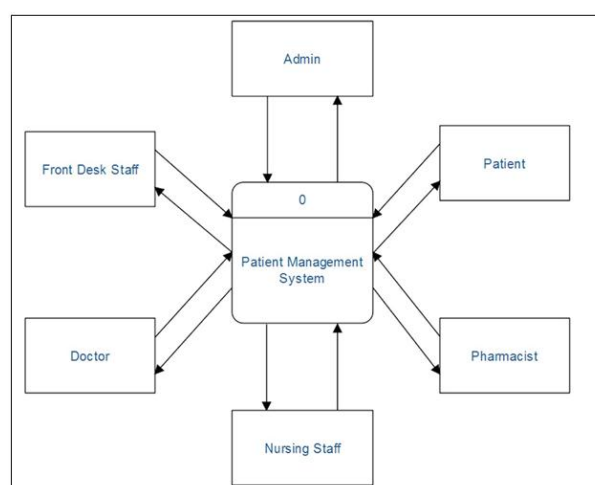 Admin
Front Desk Staff
Patient
0
Patient Management
System
Doctor
Pharmacist
Nursing Staff